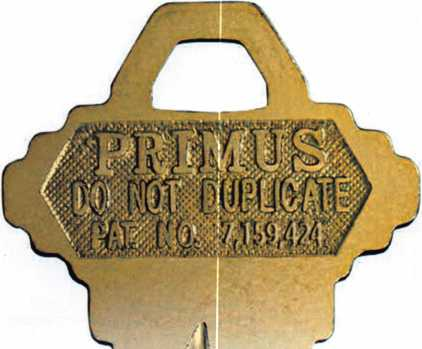 PRIMUS
DO NOT DUPLICATE
PAT. NO. 7,159,424